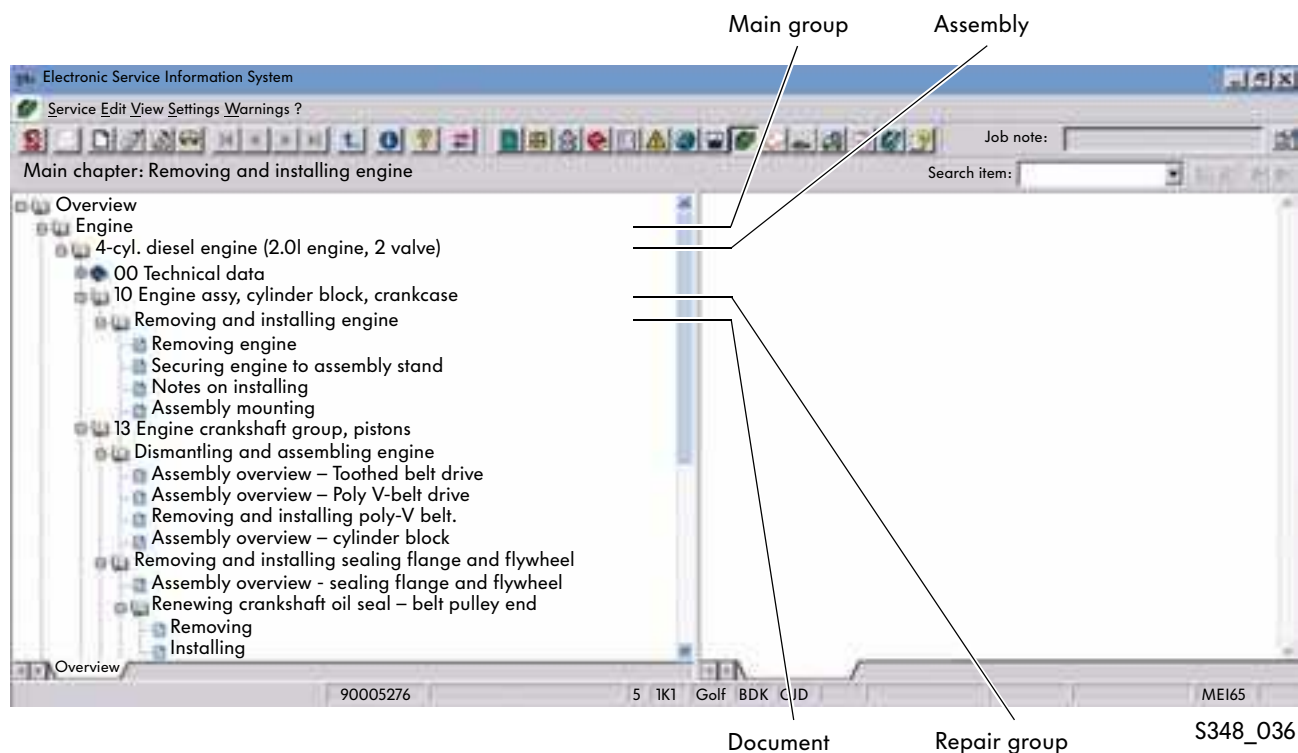 Main group Assembly
Electronic Service Information System
Service Edit View Settings Warnings ?
Job note:
Main chapter: Removing and installing engine
Search item:
Overview
Engine
4-cyl. diesel engine (2.0l engine, 2 valve)
00 Technical data
10 Engine assy, cylinder block, crankcase
Removing and installing engine
Removing engine
Securing engine to assembly stand
Notes on installing
Assembly mounting
13 Engine crankshaft group, pistons
Dismantling and assembling engine
Assembly overview – Toothed belt drive
Assembly overview – Poly V-belt drive
Removing and installing poly-V belt.
Assembly overview – cylinder block
Removing and installing sealing flange and flywheel
Assembly overview - sealing flange and flywheel
Renewing crankshaft oil seal – belt pulley end
Removing
Installing
Overview
90005276 5 1K1 Golf BDK CJD MEI65
Document Repair group S348_036